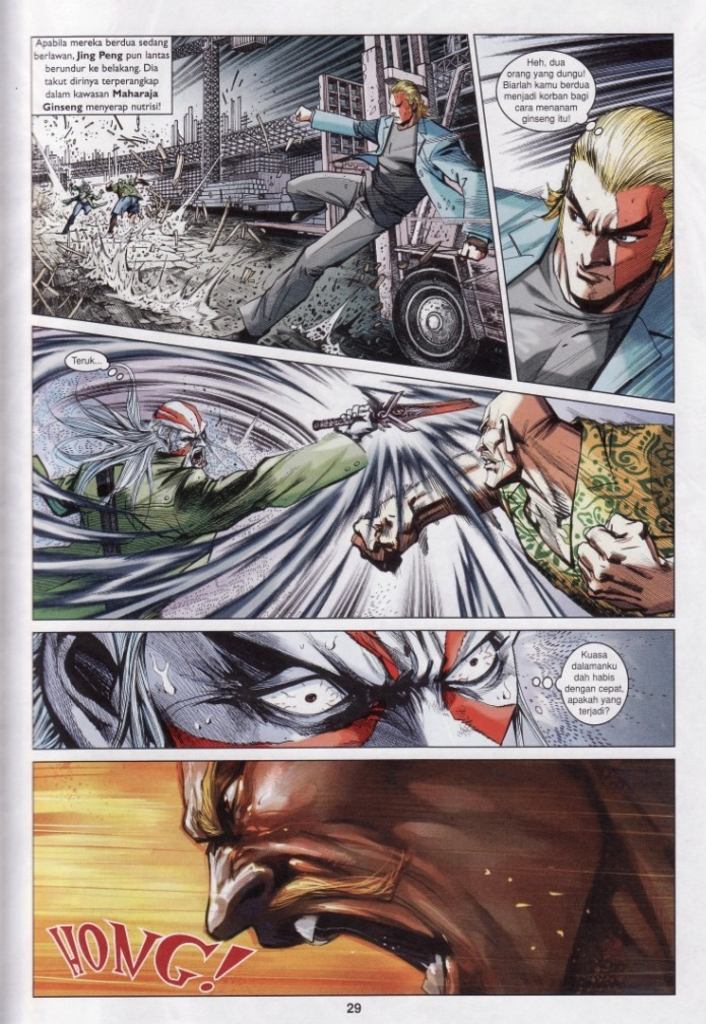 Apabila mereka berdua sedang
berlawan, Jing Peng pun lantas
berundur ke belakang. Dia
takut dirinya terperangkap
dalam kawasan Maharaja
Ginseng menyerap nutrisi!
Heh, dua
orang yang dungu!
Biarlah kamu berdua
menjadi korban bagi
cara menanam
ginseng itu!
Teruk...
Kuasa
dalamanku
dah habis
dengan cepat,
apakah yang
terjadi?
HONG!
29